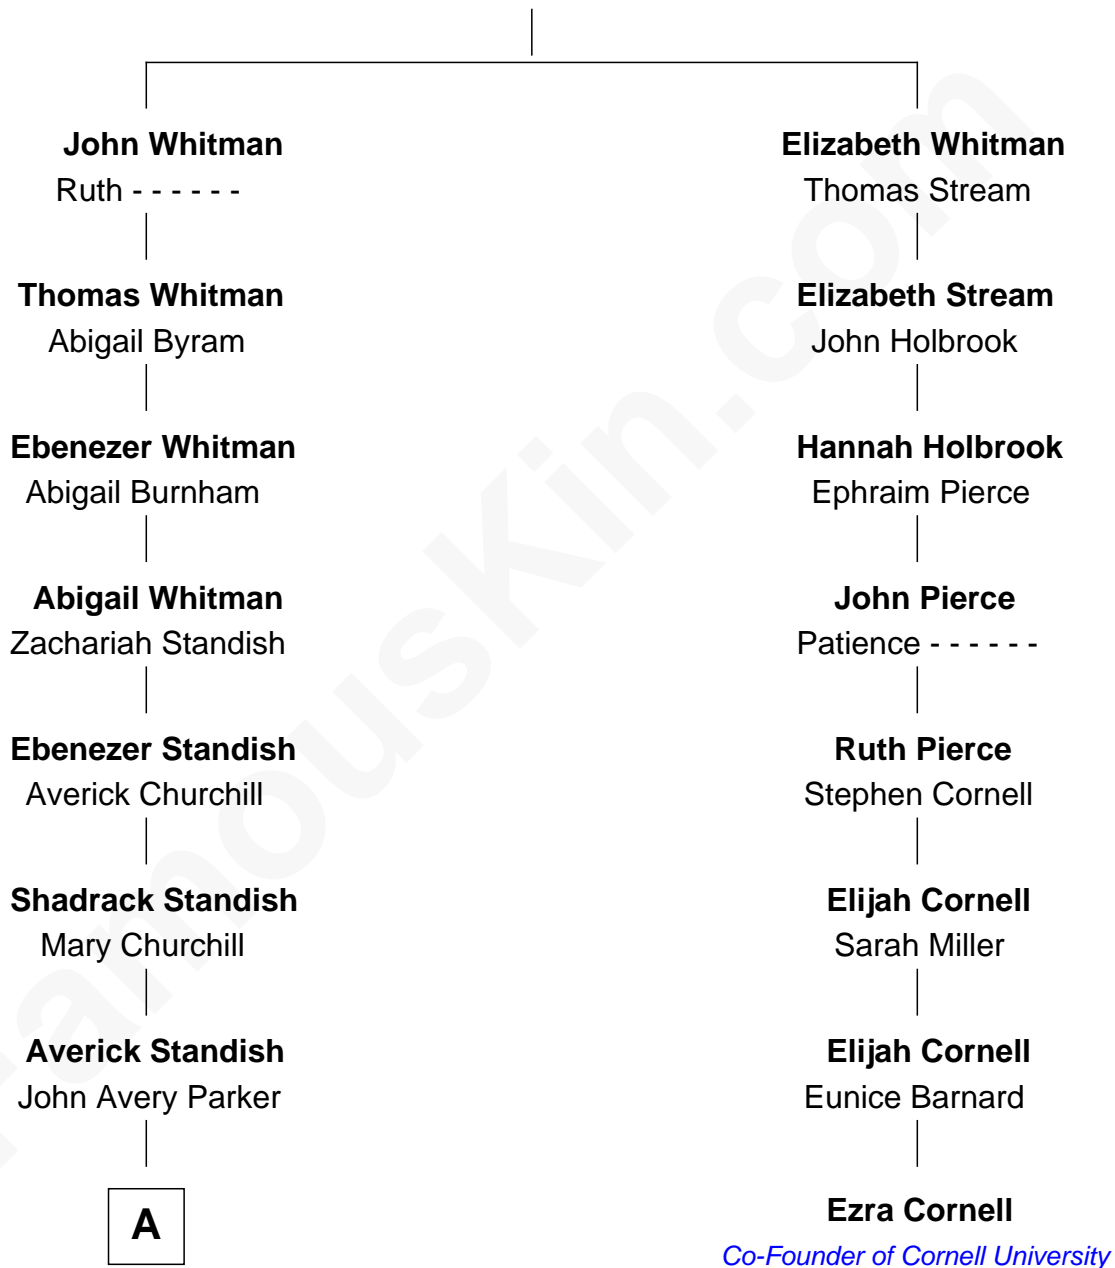 John Whitman
Ruth - - - - - -
Thomas Whitman
Abigail Byram
Ebenezer Whitman
Abigail Burnham
Abigail Whitman
Zachariah Standish
Ebenezer Standish
Averick Churchill
Shadrack Standish
Mary Churchill
Averick Standish
John Avery Parker
A
Elizabeth Whitman
Thomas Stream
Elizabeth Stream
John Holbrook
Hannah Holbrook
Ephraim Pierce
John Pierce
Patience - - - - - -
Ruth Pierce
Stephen Cornell
Elijah Cornell
Sarah Miller
Elijah Cornell
Eunice Barnard
Ezra Cornell
Co-Founder of Cornell University
FamousKin.com